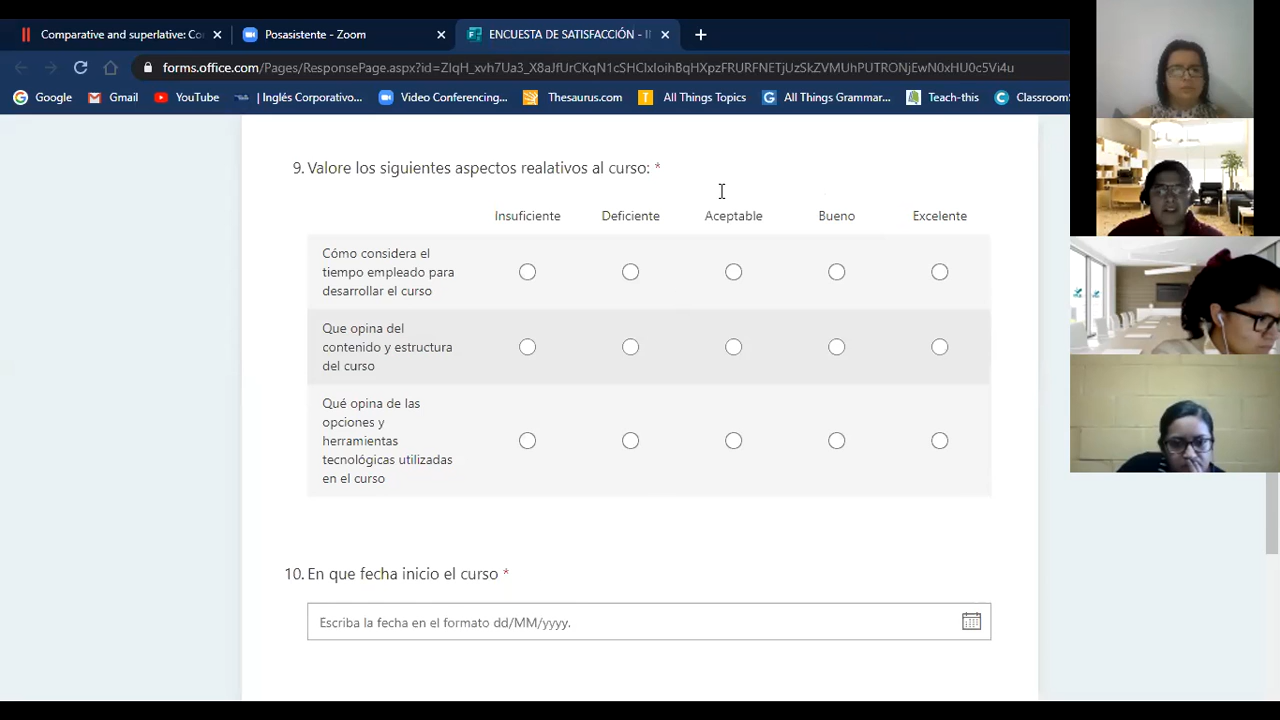 Comparative and superlative: Co
Posasistente - Zoom
ENCUESTA DE SATISFACCIÓN - II
forms.office.com/Pages/ResponsePage.aspx?id=
Google
Gmail
YouTube
| Inglés Corporativo...
Video Conferencing...
Thesaurus.com
All Things Topics
All Things Grammar...
Teach-this
ClassroomS
9. Valore los siguientes aspectos realativos al curso: *
Insuficiente Deficiente Aceptable Bueno Excelente
Cómo considera el
tiempo empleado para
desarrollar el curso
Que opina del
contenido y estructura
del curso
Qué opina de las
opciones y
herramientas
tecnológicas utilizadas
en el curso
10. En que fecha inicio el curso *
Escriba la fecha en el formato dd/MM/yyyy.